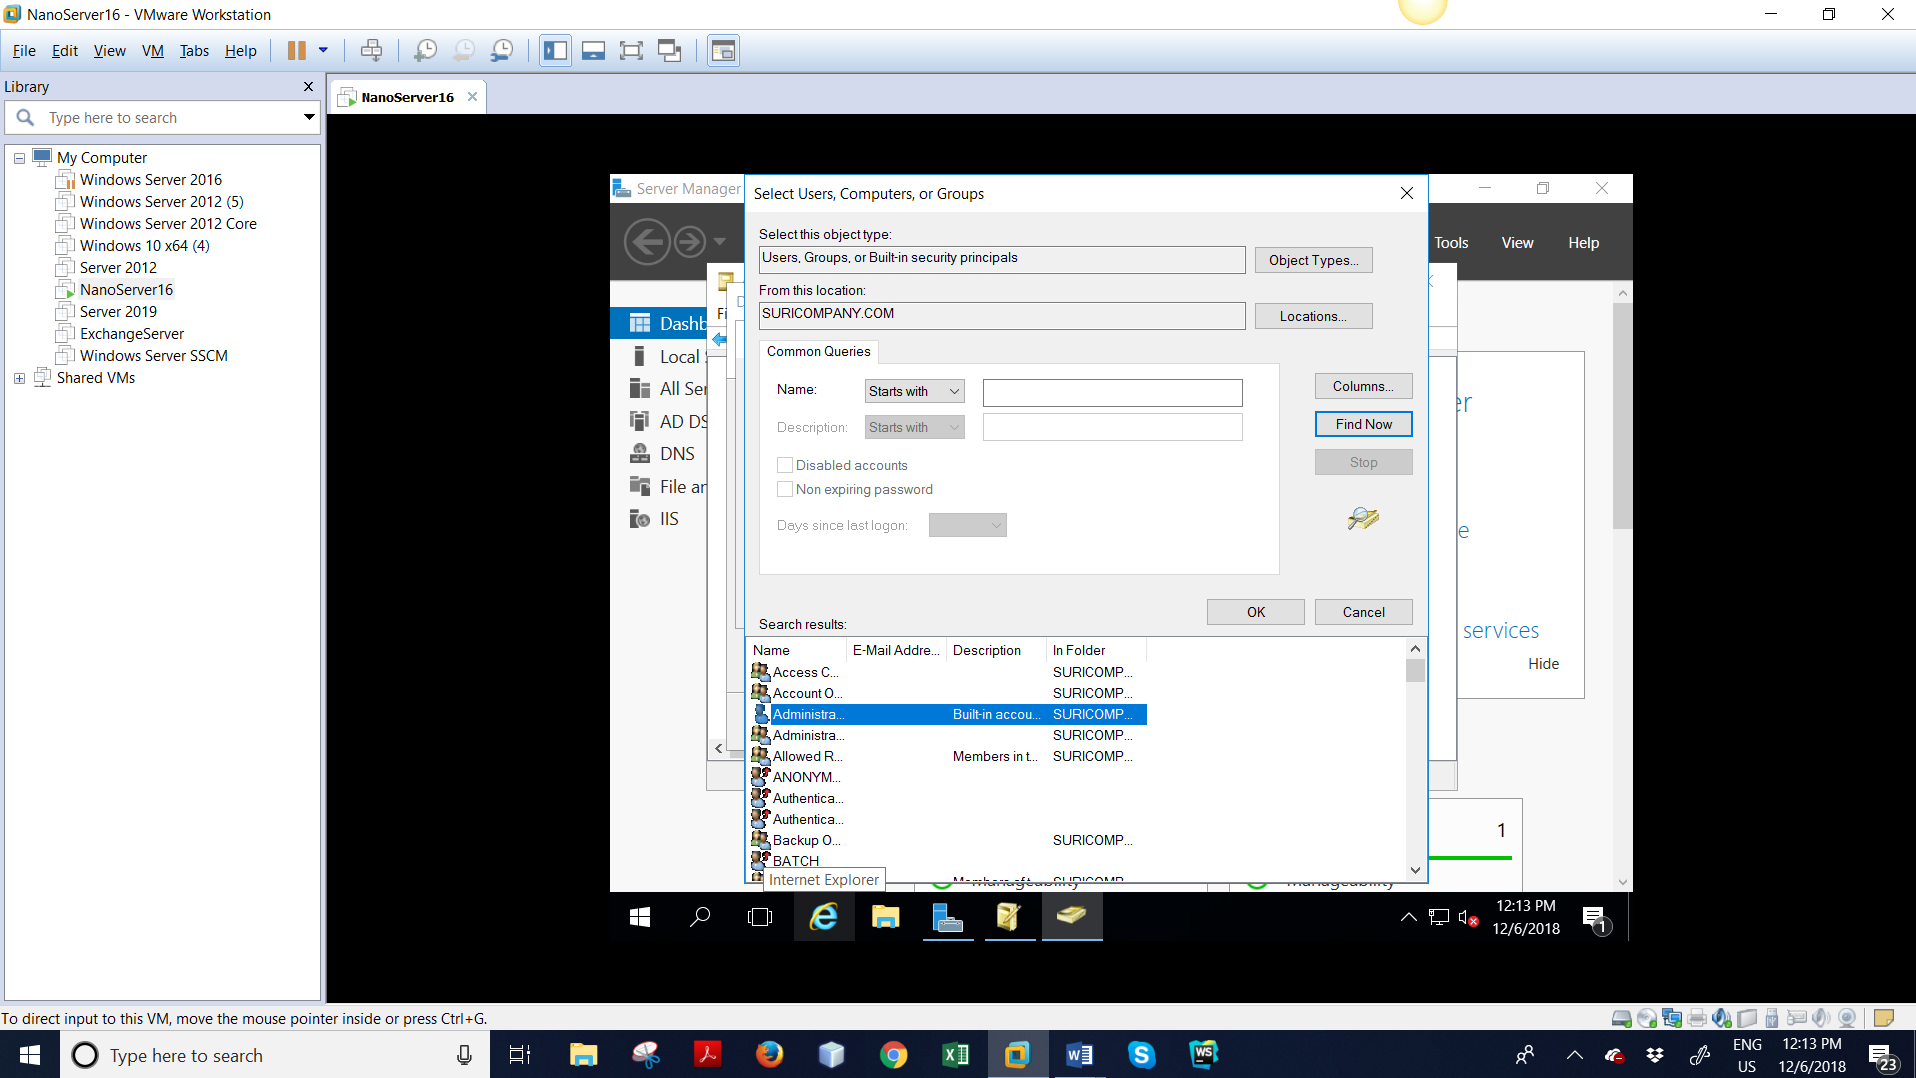 NanoServer16 - VMware Workstation
File Edit View VM Tabs Help
Library
Type here to search
My Computer
Windows Server 2016
Windows Server 2012 (5)
Windows Server 2012 Core
Windows 10 x64 (4)
Server 2012
NanoServer16
Server 2019
ExchangeServer
Windows Server SSCM
Shared VMs
NanoServer16
Server Manager
Tools View Help
Dashb
Local
All Ser
AD DS
DNS
File an
IIS
Fi
Select Users, Computers, or Groups
Select this object type:
Users, Groups, or Built-in security principals
Object Types...
From this location:
SURICOMPANY.COM
Locations...
Common Queries
Name: Starts with
Description: Starts with
Disabled accounts
Non expiring password
Days since last logon:
Columns...
Find Now
Stop
OK Cancel
Search results:
Name E-Mail Addre... Description In Folder
Access C... SURICOMP...
Account O... SURICOMP...
Administra... Built-in accou... SURICOMP...
Administra... SURICOMP...
Allowed R... Members in t... SURICOMP...
ANONYM...
Authentica...
Authentica...
Backup O... SURICOMP...
BATCH
Internet Explorer
er
e
services
Hide
1
Manageability
Manageability
12:13 PM
12/6/2018
1
To direct input to this VM, move the mouse pointer inside or press Ctrl+G.
Type here to search
ENG
US
12:13 PM
12/6/2018
23